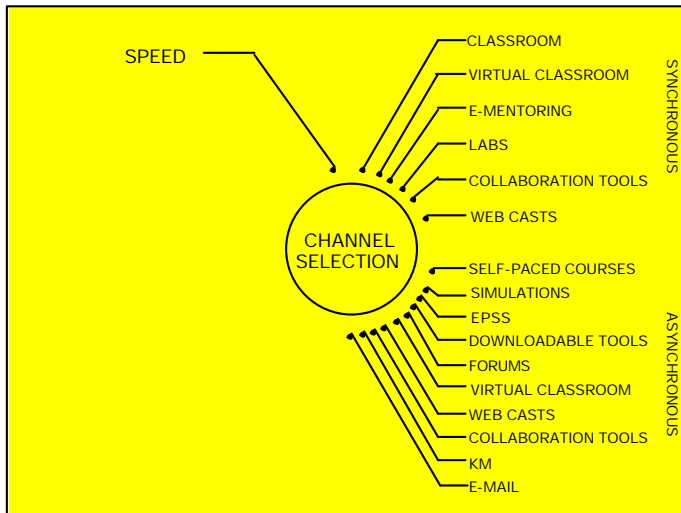 SPEED
CHANNEL
SELECTION
CLASSROOM
VIRTUAL CLASSROOM
E-MENTORING
LABS
COLLABORATION TOOLS
WEB CASTS
SYNCHRONOUS
SELF-PACED COURSES
SIMULATIONS
EPSS
DOWNLOADABLE TOOLS
FORUMS
VIRTUAL CLASSROOM
WEB CASTS
COLLABORATION TOOLS
KM
E-MAIL
ASYNCHRONOUS